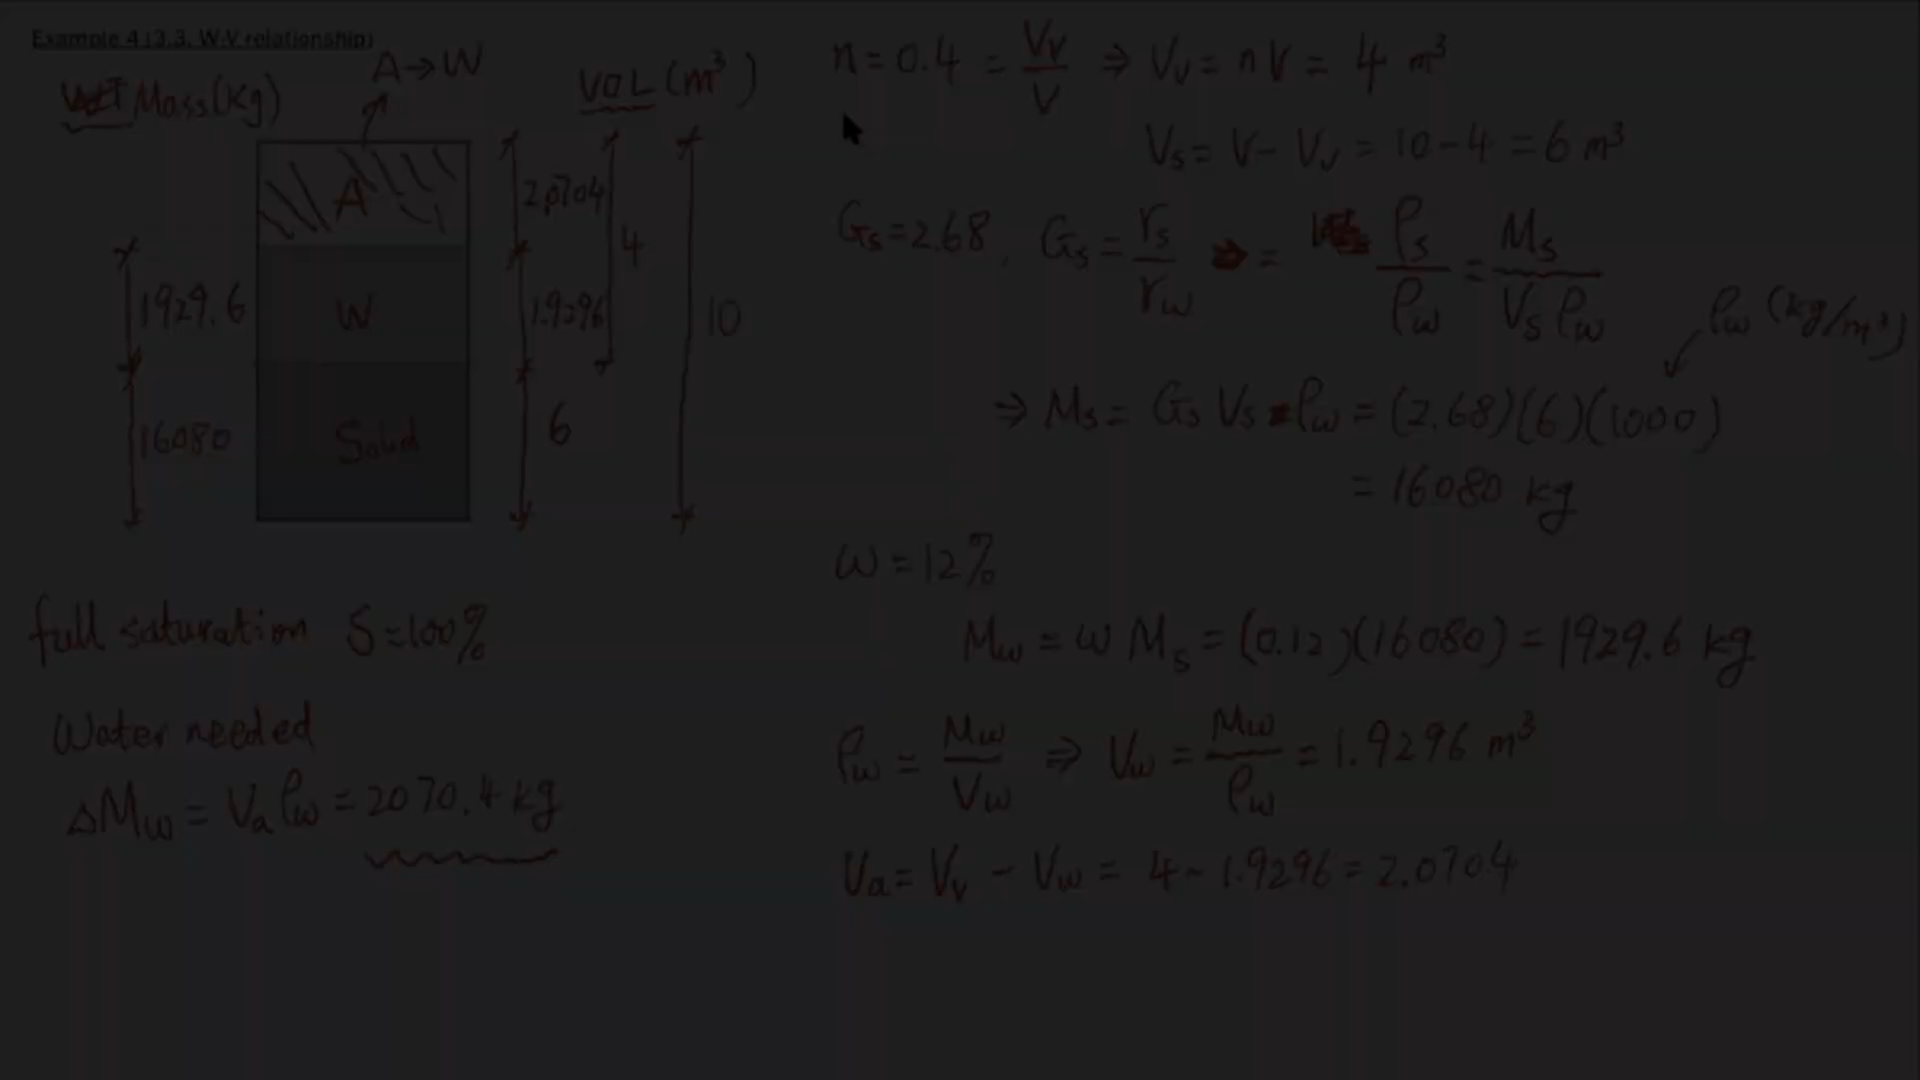 Example 4 (3.3. W-V relationship)
Mass(kg)
A→W
VOL (m³)
A
W
Solid
1929.6
16080
2.0704
1.9296
6
4
10
full saturation S=100%
Water needed
ΔMw = Va ρw = 2070.4 kg
n = 0.4 = Vv/V ⇒ Vv = nV = 4 m³
Vs = V - Vv = 10 - 4 = 6 m³
Gs = 2.68, Gs = rs/rw = ρs/ρw = Ms/Vs ρw
ρw (kg/m³)
⇒ Ms = Gs Vs ρw = (2.68)(6)(1000)
= 16080 kg
ω = 12%
Mw = ω Ms = (0.12)(16080) = 1929.6 kg
ρw = Mw/Vw ⇒ Vw = Mw/ρw = 1.9296 m³
Va = Vv - Vw = 4 - 1.9296 = 2.0704